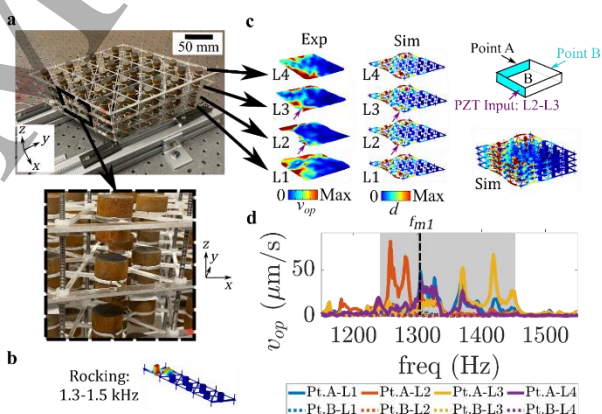 a
50 mm
z
y
x
z
y
x
b
Rocking:
1.3-1.5 kHz
c
Exp
Sim
L4
L3
L2
L1
L4
L3
L2
L1
0 Max
v_op
0 Max
d
Point A
Point B
B
PZT Input: L2-L3
Sim
d
f_m1
v_op (μm/s)
50
0
1200 1300 1400 1500
freq (Hz)
Pt.A-L1 Pt.A-L2 Pt.A-L3 Pt.A-L4
Pt.B-L1 Pt.B-L2 Pt.B-L3 Pt.B-L4